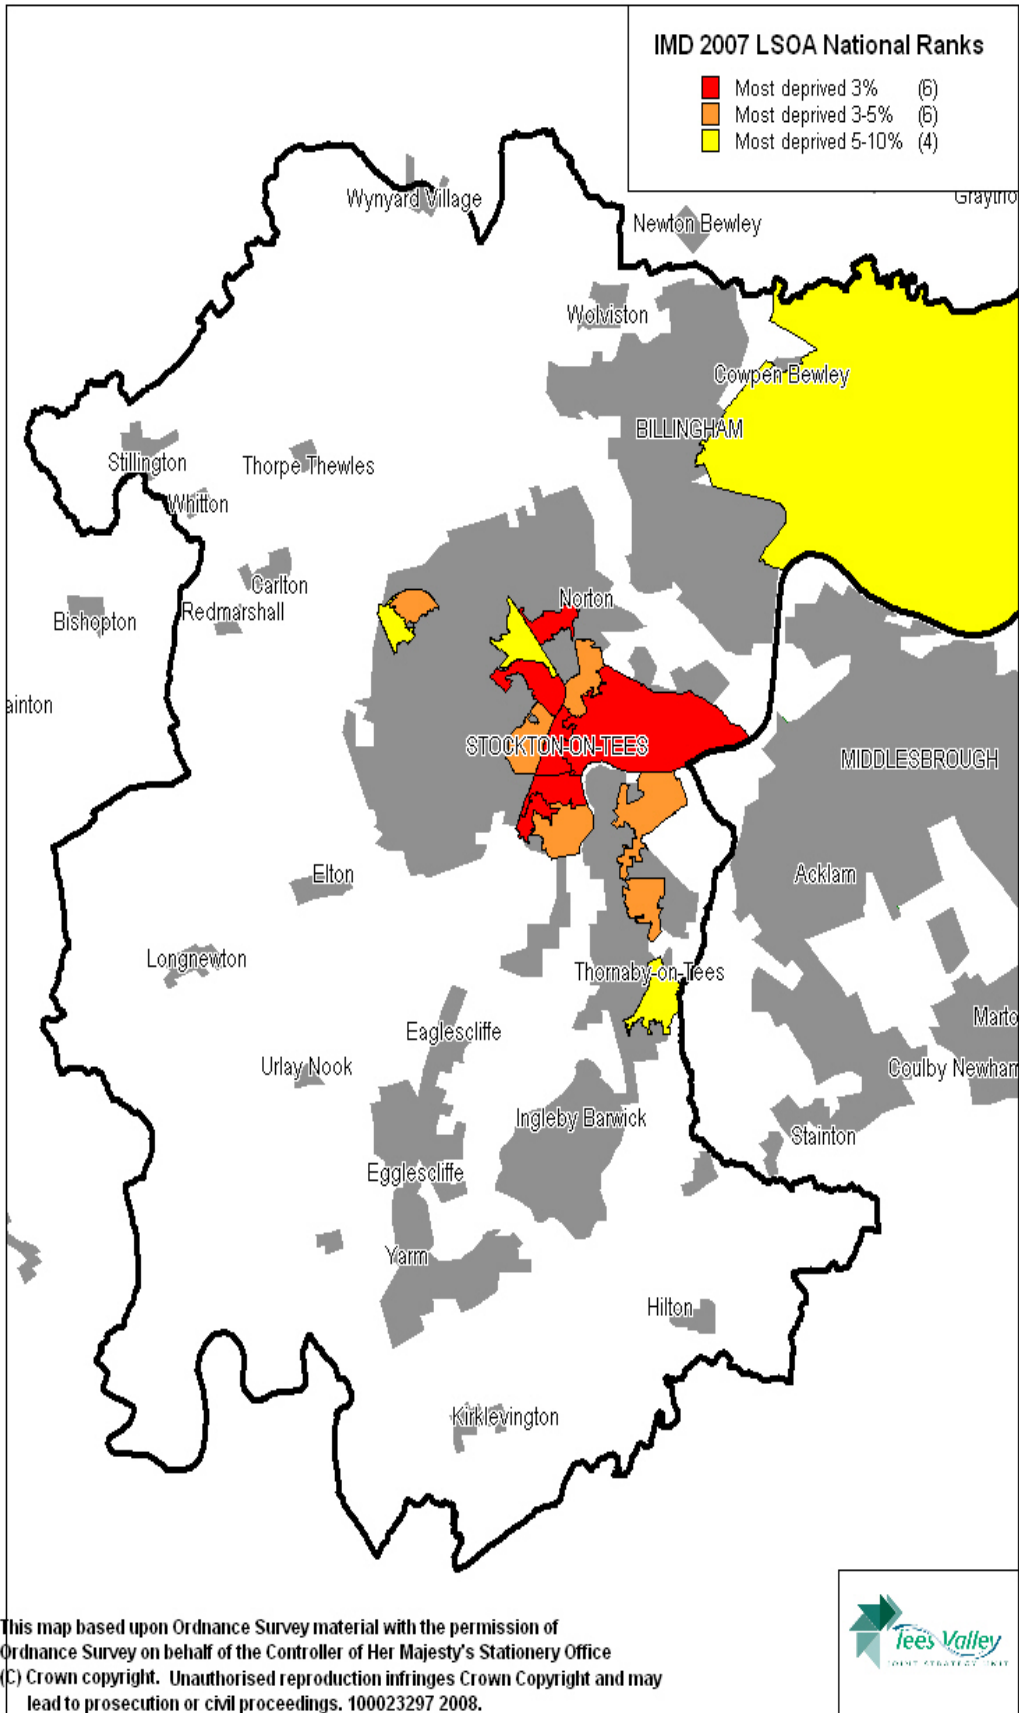 IMD 2007 LSOA National Ranks
Most deprived 3% (6)
Most deprived 3-5% (6)
Most deprived 5-10% (4)
Wynyard Village
Newton Bewley
Wolviston
Cowpen Bewley
BILLINGHAM
Stillington
Thorpe Thewles
Whitton
Carlton
Redmarshall
Bishopton
Norton
ainton
STOCKTON-ON-TEES
MIDDLESBROUGH
Elton
Acklam
Longnewton
Thornaby-on-Tees
Marto
Eaglescliffe
Urlay Nook
Coulby Newham
Ingleby Barwick
Stainton
Egglescliffe
Yarm
Hilton
Kirklevington
This map based upon Ordnance Survey material with the permission of
Ordnance Survey on behalf of the Controller of Her Majesty's Stationery Office
(C) Crown copyright. Unauthorised reproduction infringes Crown Copyright and may
lead to prosecution or civil proceedings. 100023297 2008.
Tees Valley
JOINT STRATEGY UNIT